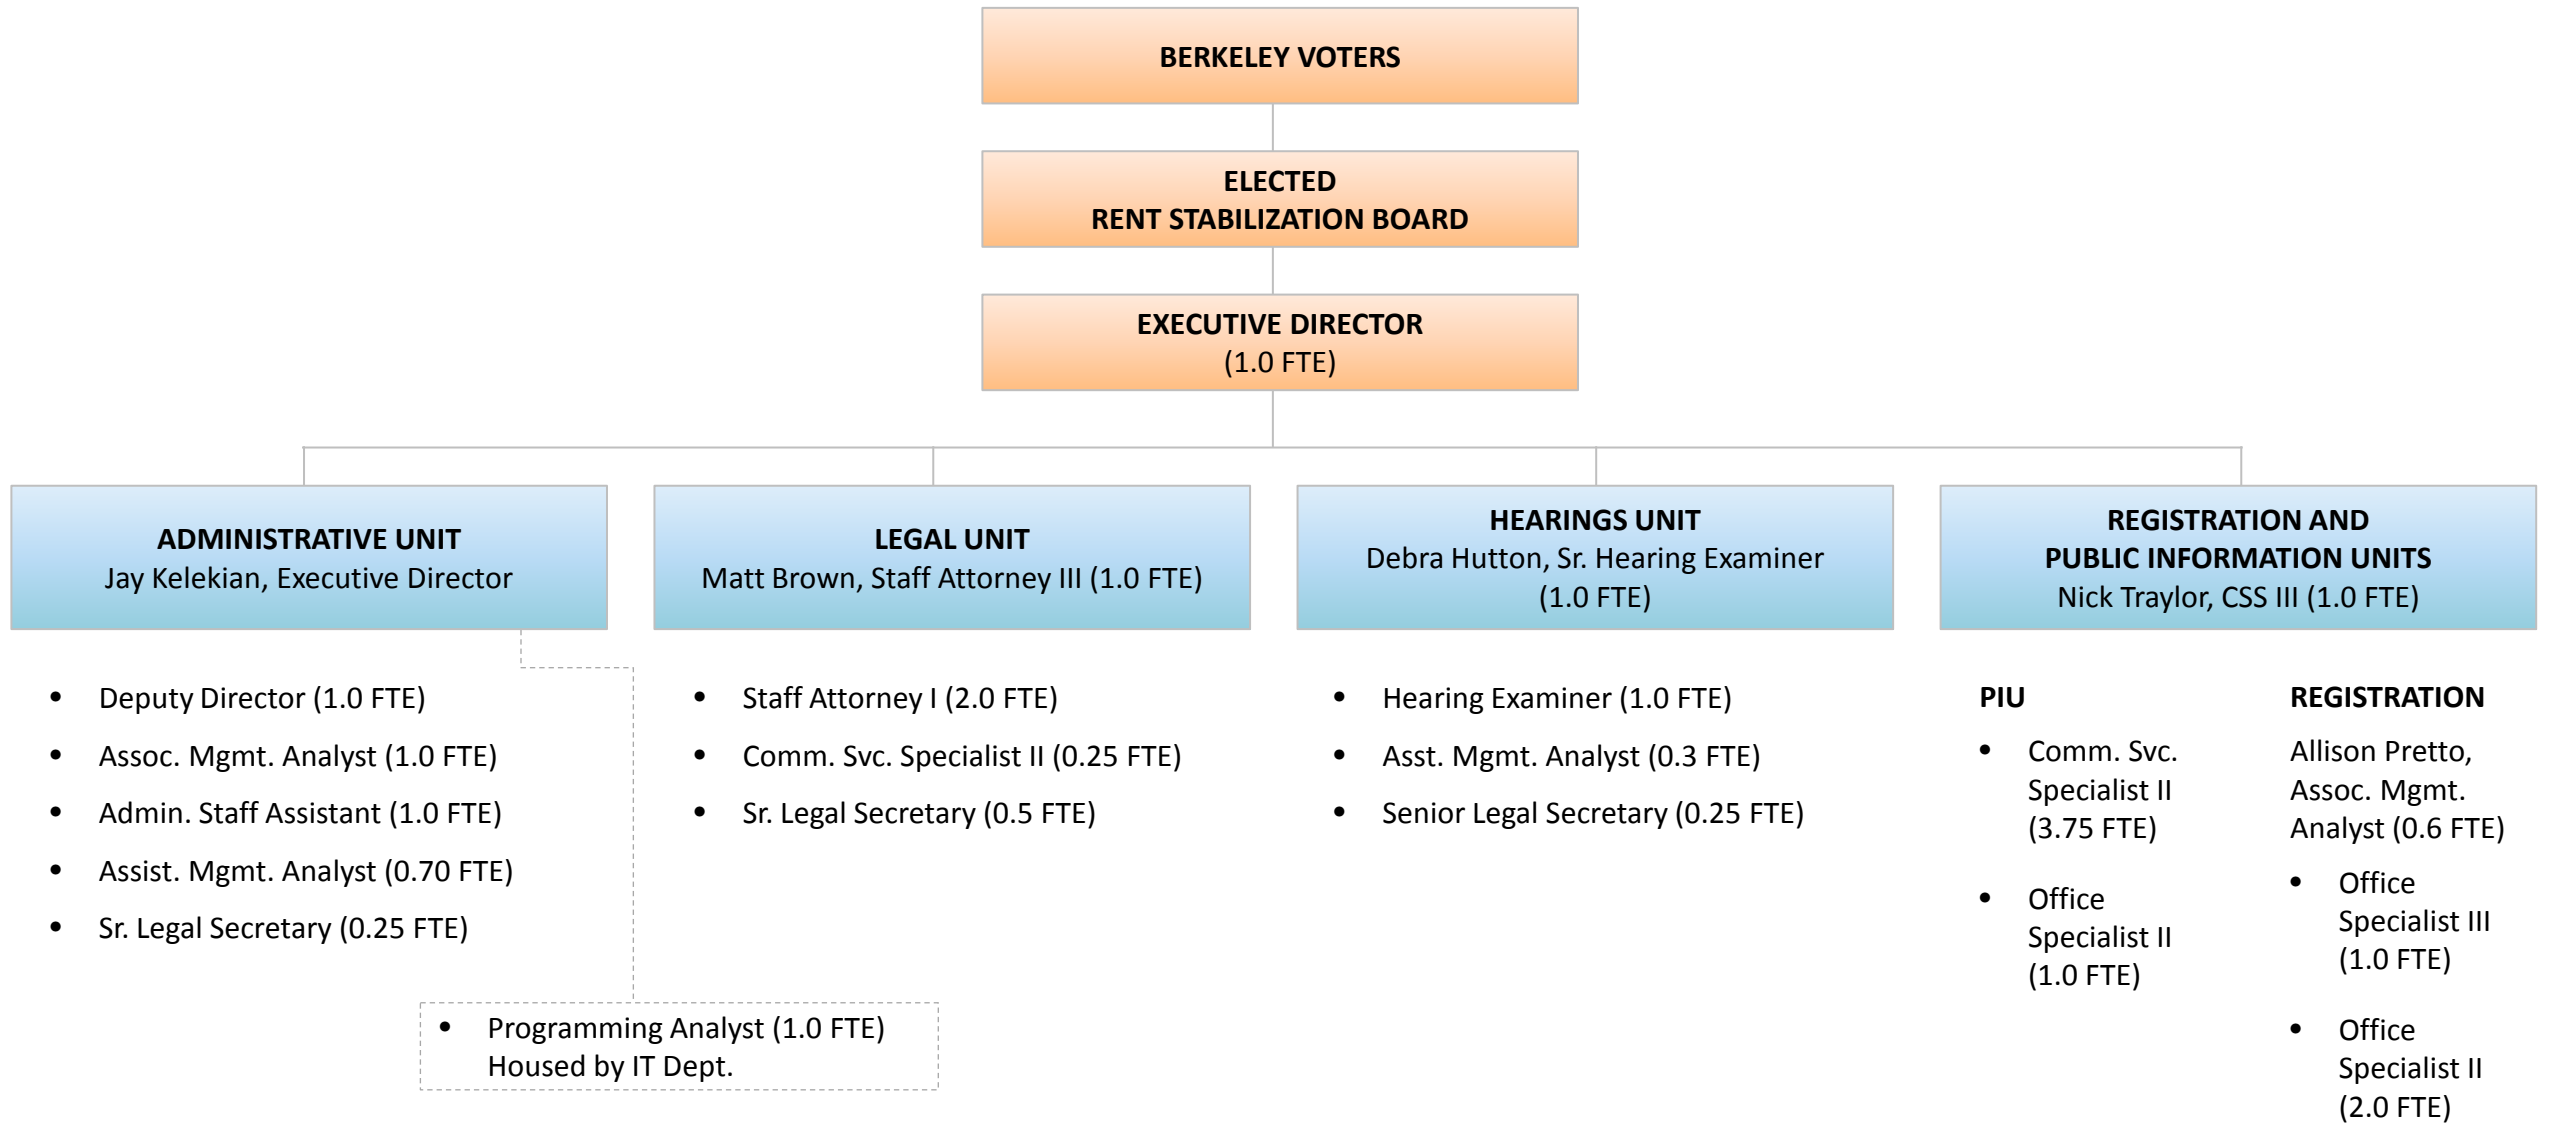 BERKELEY VOTERS
ELECTED
RENT STABILIZATION BOARD
EXECUTIVE DIRECTOR
(1.0 FTE)
ADMINISTRATIVE UNIT
Jay Kelekian, Executive Director
LEGAL UNIT
Matt Brown, Staff Attorney III (1.0 FTE)
HEARINGS UNIT
Debra Hutton, Sr. Hearing Examiner
(1.0 FTE)
REGISTRATION AND
PUBLIC INFORMATION UNITS
Nick Traylor, CSS III (1.0 FTE)
• Deputy Director (1.0 FTE)
• Assoc. Mgmt. Analyst (1.0 FTE)
• Admin. Staff Assistant (1.0 FTE)
• Assist. Mgmt. Analyst (0.70 FTE)
• Sr. Legal Secretary (0.25 FTE)
• Programming Analyst (1.0 FTE)
Housed by IT Dept.
• Staff Attorney I (2.0 FTE)
• Comm. Svc. Specialist II (0.25 FTE)
• Sr. Legal Secretary (0.5 FTE)
• Hearing Examiner (1.0 FTE)
• Asst. Mgmt. Analyst (0.3 FTE)
• Senior Legal Secretary (0.25 FTE)
PIU
• Comm. Svc.
Specialist II
(3.75 FTE)
• Office
Specialist II
(1.0 FTE)
REGISTRATION
Allison Pretto,
Assoc. Mgmt.
Analyst (0.6 FTE)
• Office
Specialist III
(1.0 FTE)
• Office
Specialist II
(2.0 FTE)